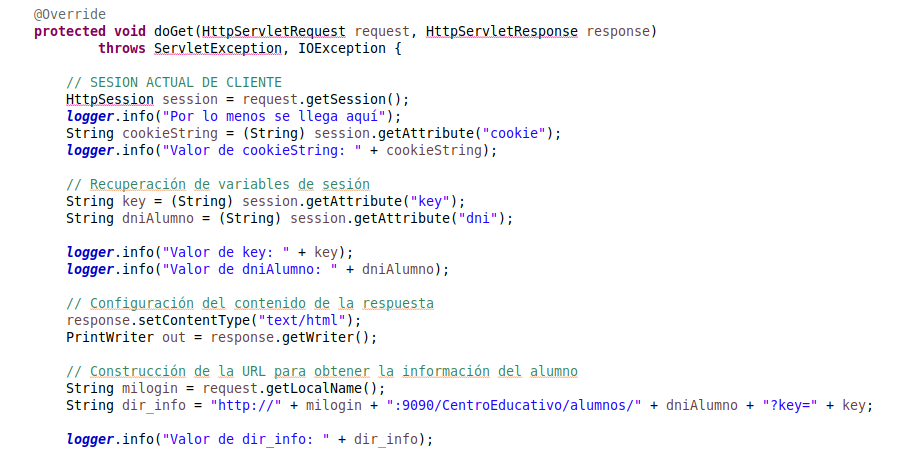 @Override
protected void doGet(HttpServletRequest request, HttpServletResponse response)
        throws ServletException, IOException {

    // SESION ACTUAL DE CLIENTE
    HttpSession session = request.getSession();
    logger.info("Por lo menos se llega aquí");
    String cookieString = (String) session.getAttribute("cookie");
    logger.info("Valor de cookieString: " + cookieString);

    // Recuperación de variables de sesión
    String key = (String) session.getAttribute("key");
    String dniAlumno = (String) session.getAttribute("dni");

    logger.info("Valor de key: " + key);
    logger.info("Valor de dniAlumno: " + dniAlumno);

    // Configuración del contenido de la respuesta
    response.setContentType("text/html");
    PrintWriter out = response.getWriter();

    // Construcción de la URL para obtener la información del alumno
    String milogin = request.getLocalName();
    String dir_info = "http://" + milogin + ":9090/CentroEducativo/alumnos/" + dniAlumno + "?key=" + key;

    logger.info("Valor de dir_info: " + dir_info);